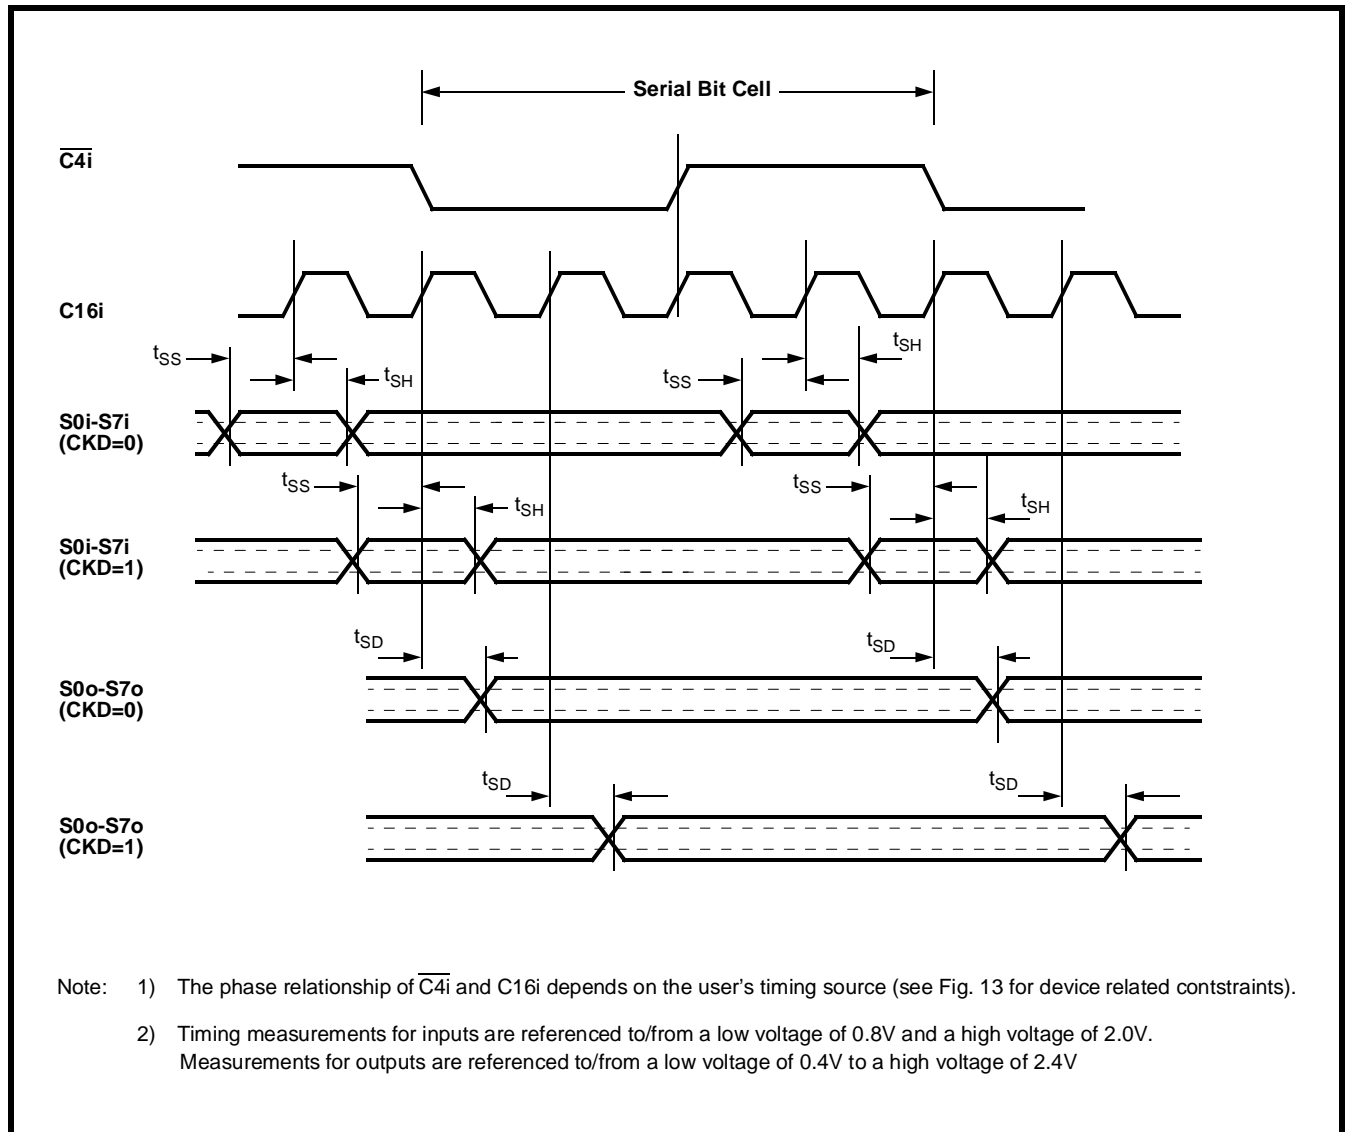 Serial Bit Cell
C4i
C16i
tSS
tSH
tSS
tSH
S0i-S7i
(CKD=0)
tSS
tSH
tSS
tSH
S0i-S7i
(CKD=1)
tSD
tSD
S0o-S7o
(CKD=0)
tSD
tSD
S0o-S7o
(CKD=1)
Note: 1) The phase relationship of C4i and C16i depends on the user's timing source (see Fig. 13 for device related contstraints).
2) Timing measurements for inputs are referenced to/from a low voltage of 0.8V and a high voltage of 2.0V.
Measurements for outputs are referenced to/from a low voltage of 0.4V to a high voltage of 2.4V